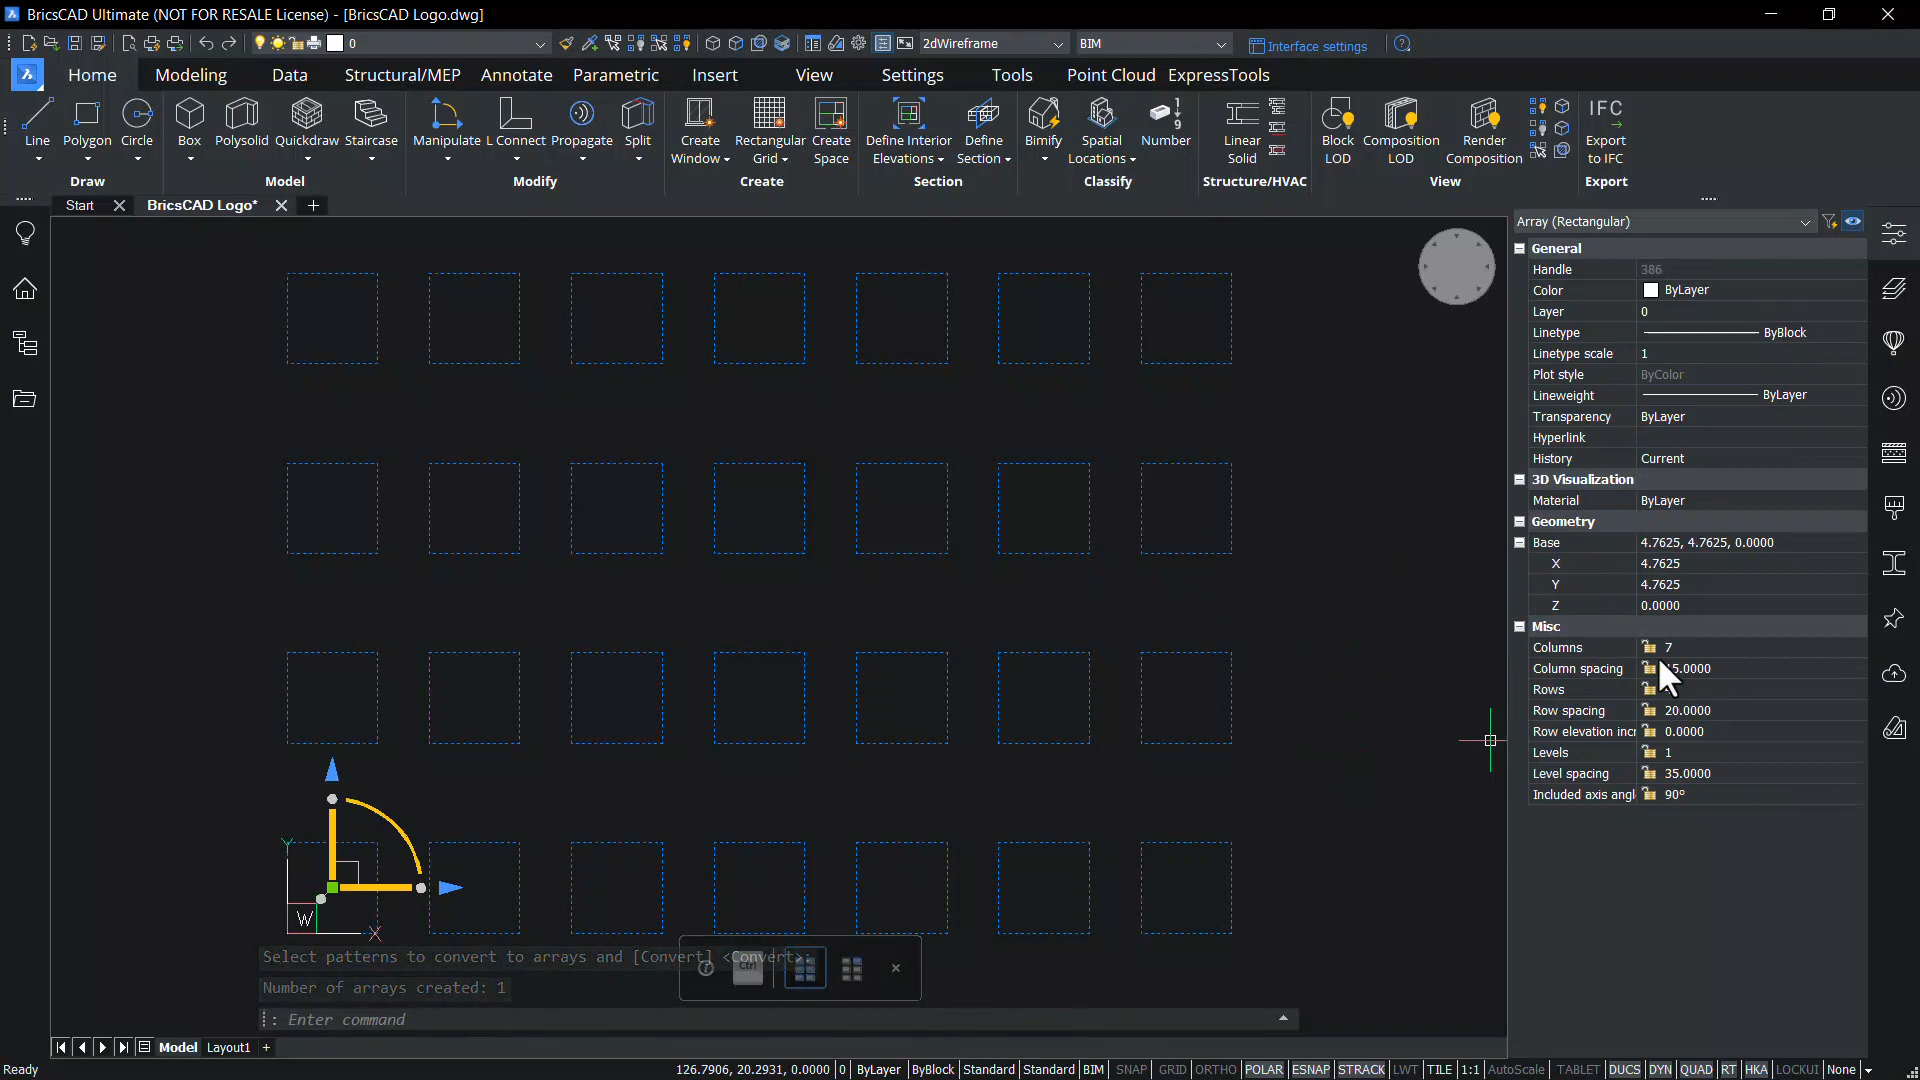 BricsCAD Ultimate (NOT FOR RESALE License) - [BricsCAD Logo.dwg]
0
2dWireframe
BIM
Interface settings
Home
Modeling
Data
Structural/MEP
Annotate
Parametric
Insert
View
Settings
Tools
Point Cloud
ExpressTools
Line
Polygon
Circle
Box
Polysolid
Quickdraw
Staircase
Manipulate
L Connect
Propagate
Split
Create
Window
Rectangular
Grid
Create
Space
Define Interior
Elevations
Define
Section
Bimify
Spatial
Locations
1
9
Number
Linear
Solid
Block
LOD
Composition
LOD
Render
Composition
IFC
Export
to IFC
Draw
Model
Modify
Create
Section
Classify
Structure/HVAC
View
Export
Start
BricsCAD Logo*
Array (Rectangular)
General
Handle 386
Color ByLayer
Layer 0
Linetype ByBlock
Linetype scale 1
Plot style ByColor
Lineweight ByLayer
Transparency ByLayer
Hyperlink
History Current
3D Visualization
Material ByLayer
Geometry
Base 4.7625, 4.7625, 0.0000
X 4.7625
Y 4.7625
Z 0.0000
Misc
Columns 7
Column spacing 5.0000
Rows
Row spacing 20.0000
Row elevation incr 0.0000
Levels 1
Level spacing 35.0000
Included axis angl 90º
Y
W
X
Select patterns to convert to arrays and [Convert] <Convert>:
Ctrl
Number of arrays created: 1
: Enter command
Model
Layout1
Ready
126.7906, 20.2931, 0.0000
0
ByLayer
ByBlock
Standard
Standard
BIM
SNAP
GRID
ORTHO
POLAR
ESNAP
STRACK
LWT
TILE
1:1
AutoScale
TABLET
DUCS
DYN
QUAD
RT
HKA
LOCKUI
None